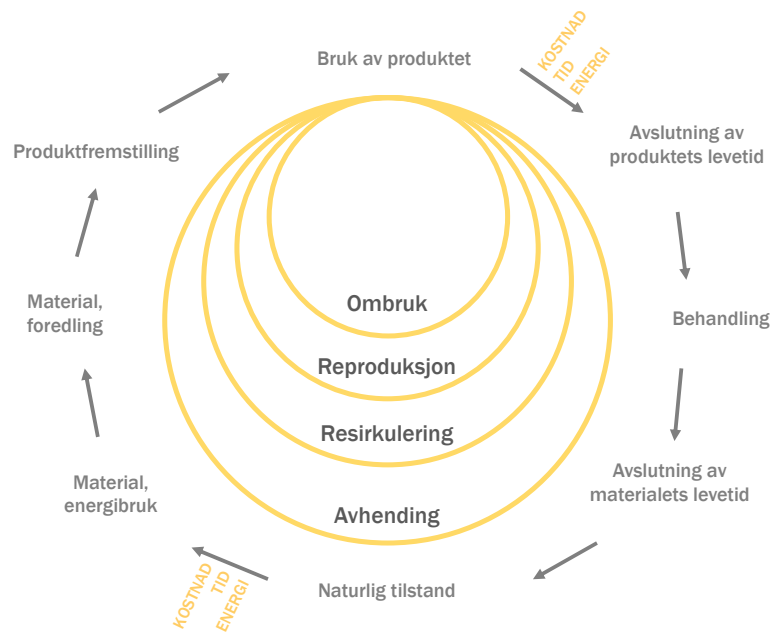 Bruk av produktet
KOSTNAD
TID
ENERGI
Avslutning av
produktets levetid
Behandling
Avslutning av
materialets levetid
Naturlig tilstand
KOSTNAD
TID
ENERGI
Material,
energibruk
Material,
foredling
Produktfremstilling
Ombruk
Reproduksjon
Resirkulering
Avhending